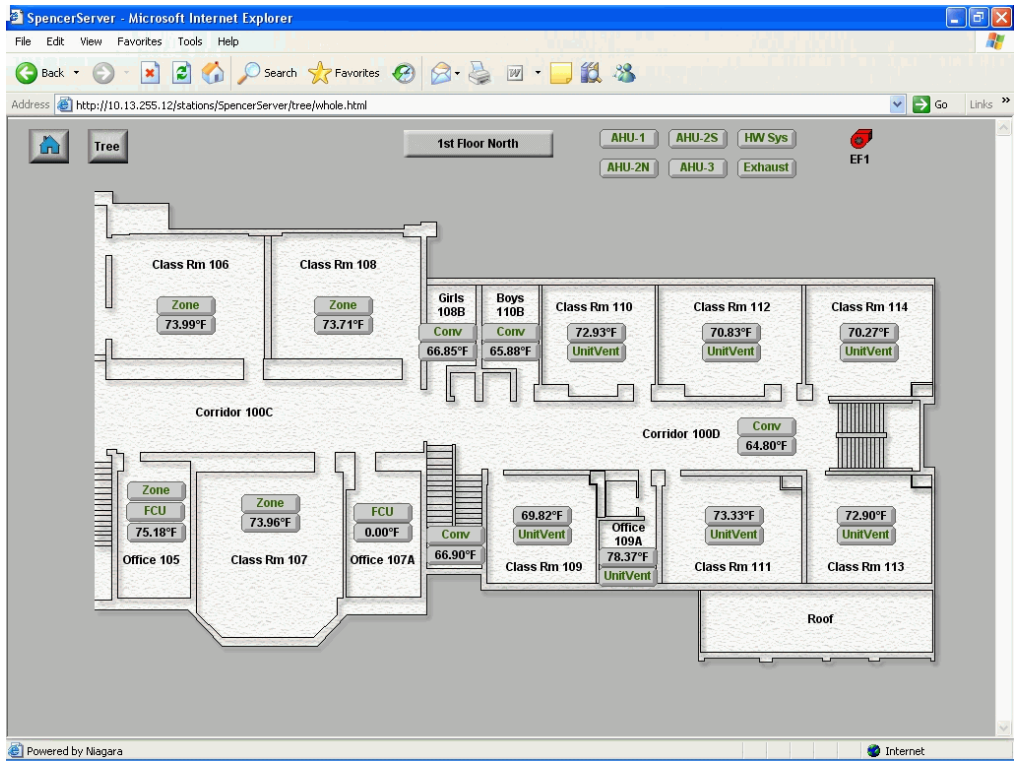 SpencerServer - Microsoft Internet Explorer
File Edit View Favorites Tools Help
Back Search Favorites
Address http://10.13.255.12/stations/SpencerServer/tree/whole.html Go Links »
Tree
1st Floor North
AHU-1 AHU-2S HW Sys
AHU-2N AHU-3 Exhaust
EF1
Class Rm 106
Zone
73.99°F
Class Rm 108
Zone
73.71°F
Girls
108B
Conv
66.85°F
Boys
110B
Conv
65.88°F
Class Rm 110
72.93°F
UnitVent
Class Rm 112
70.83°F
UnitVent
Class Rm 114
70.27°F
UnitVent
Corridor 100C
Corridor 100D
Conv
64.80°F
Zone
FCU
75.18°F
Office 105
Zone
73.96°F
Class Rm 107
FCU
0.00°F
Office 107A
Conv
66.90°F
69.82°F
UnitVent
Class Rm 109
Office
109A
78.37°F
UnitVent
73.33°F
UnitVent
Class Rm 111
72.90°F
UnitVent
Class Rm 113
Roof
Powered by Niagara
Internet